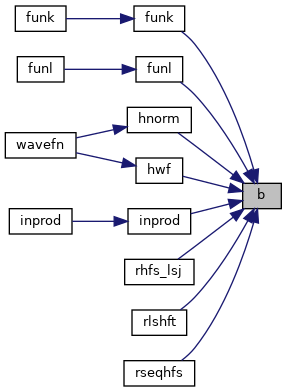 funk funk
funl funl
hnorm
wavefn
hwf
b
inprod inprod
rhfs_lsj
rlshft
rseqhfs